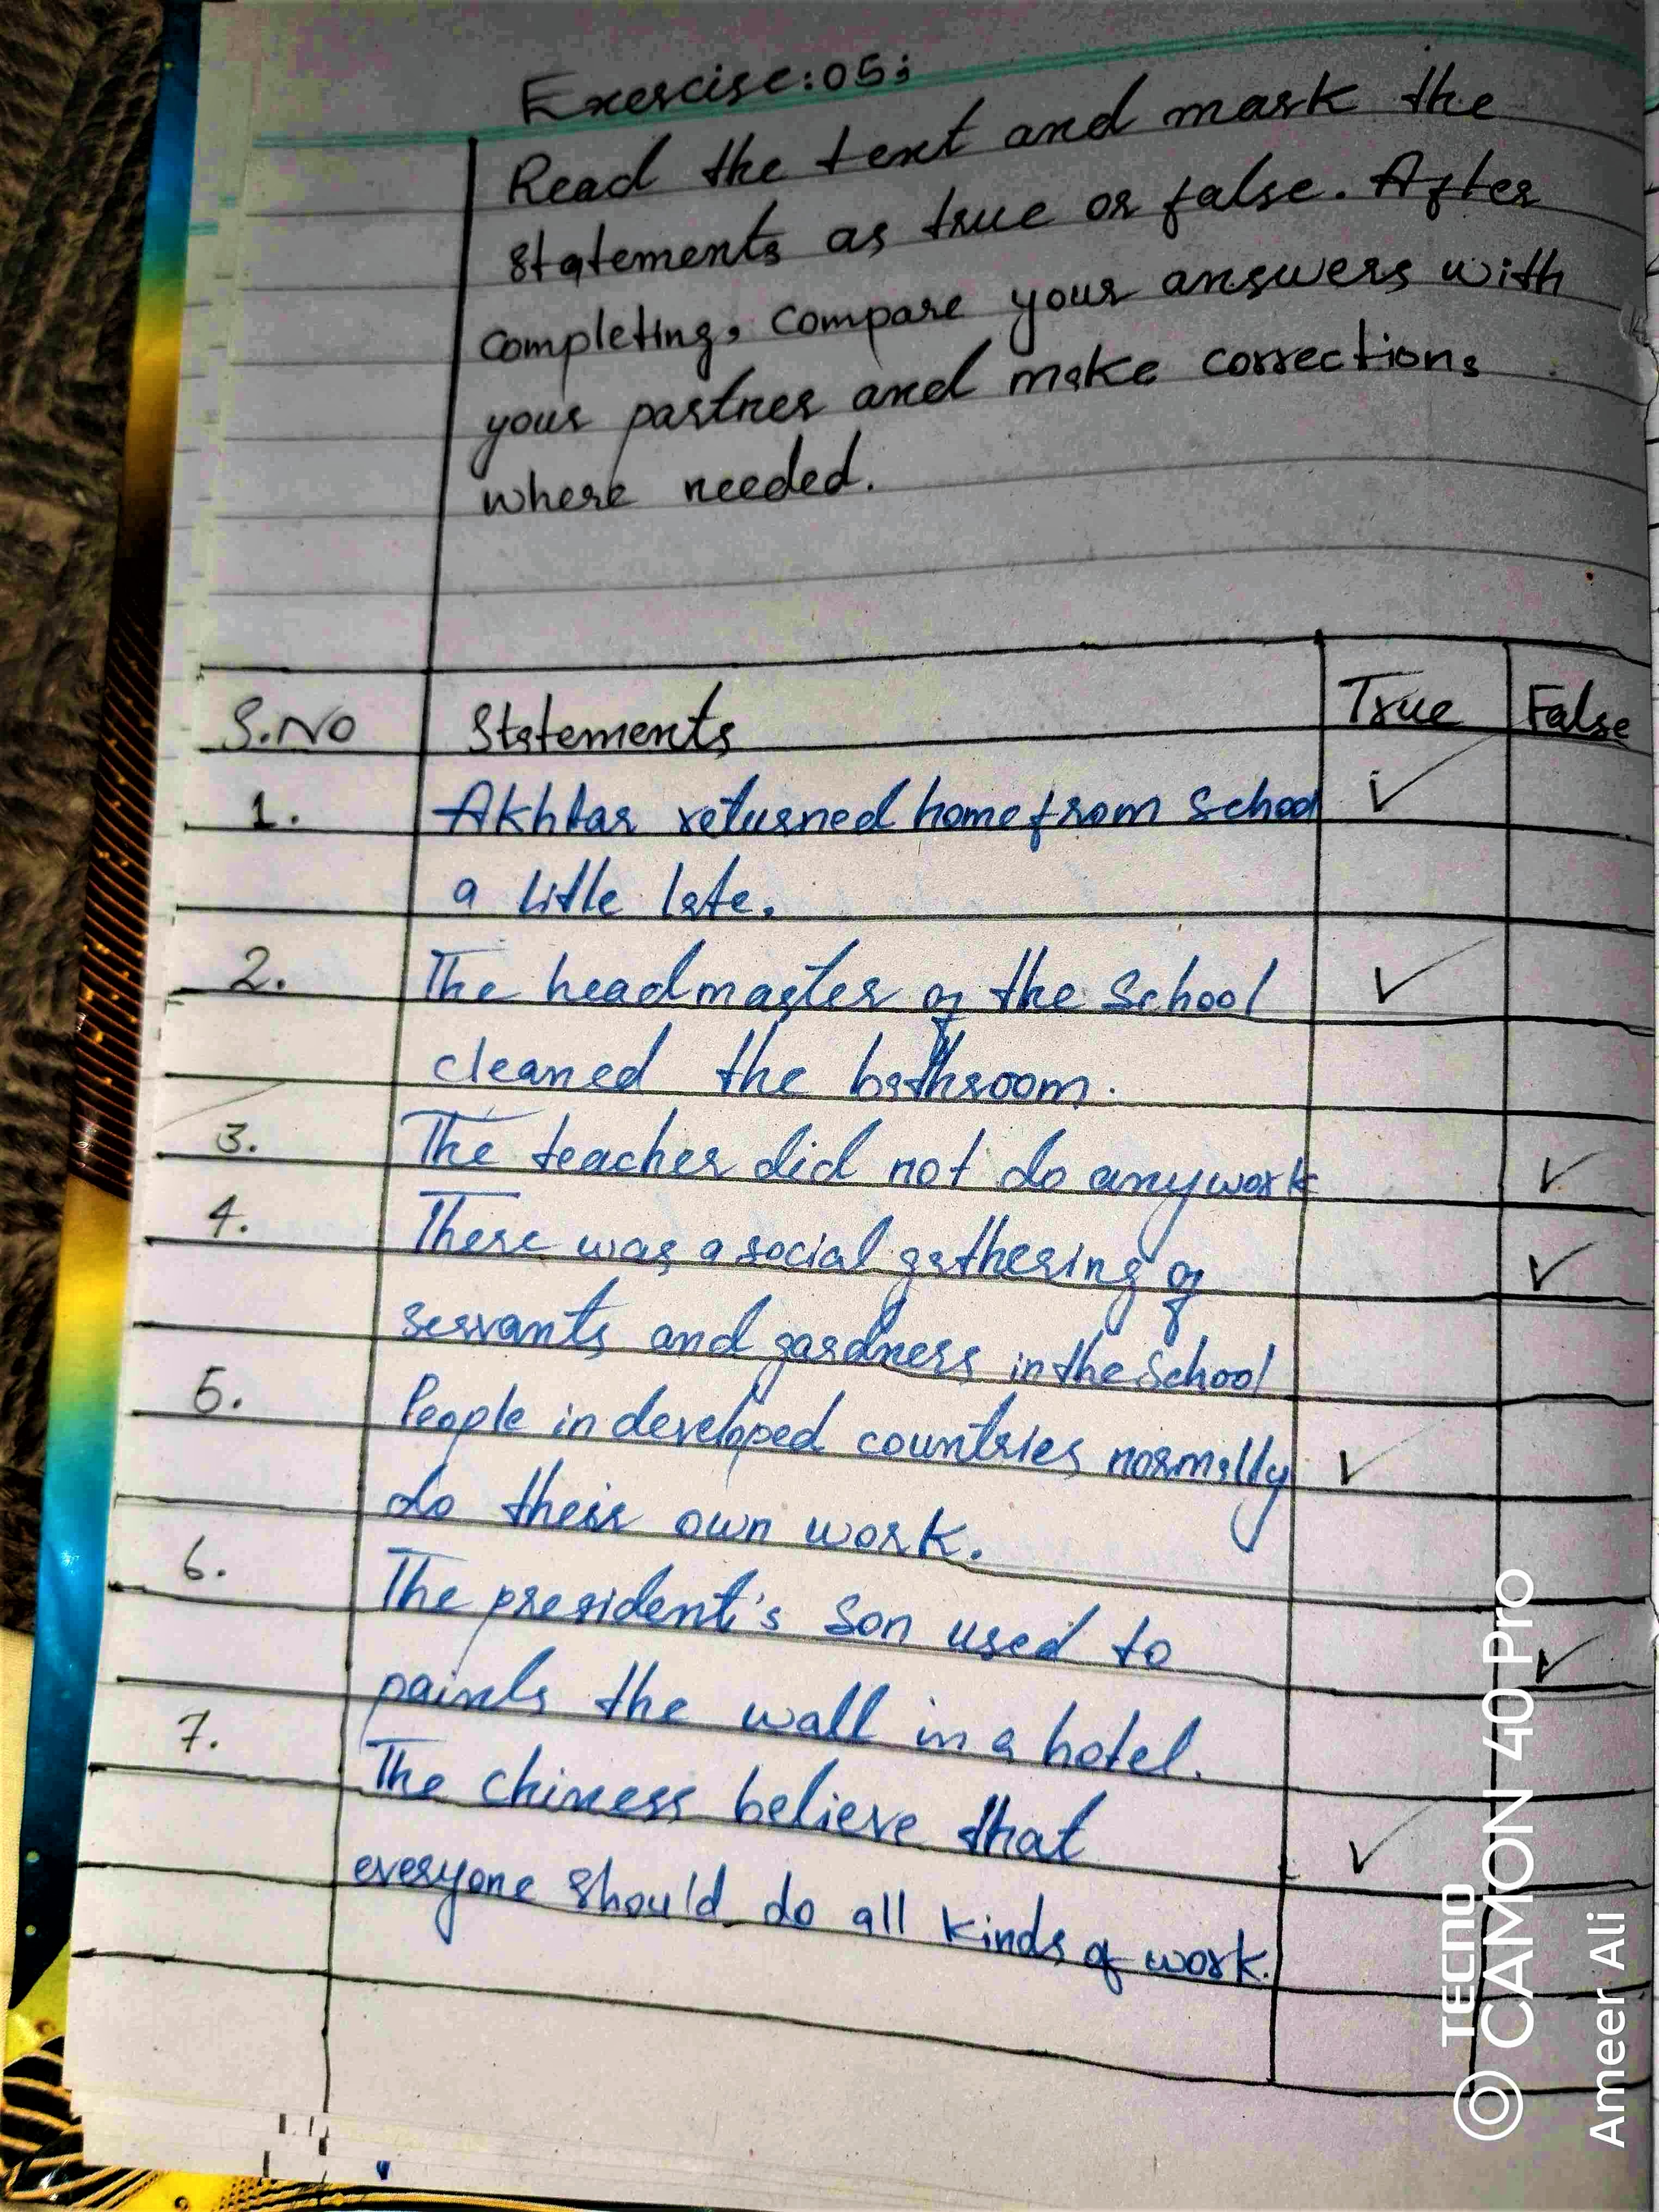 Exercise:05;
Read the text and mark the
statements as true or false. After
completing, compare your answers with
your partner and make corrections
where needed.
S.No Statements True False
1. Akhtar returned home from School ✓
a little late.
2. The headmaster of the School ✓
cleaned the bathroom.
3. The teacher did not do any work ✓
4. There was a social gathering of ✓
servants and gardness in the School
5. People in developed countries normally ✓
do their own work.
6. The president's Son used to ✓
paints the wall in a hotel.
7. The chiness believe that ✓
everyone should do all kinds of work.
TECNO
CAMON 40 Pro
Ameer Ali